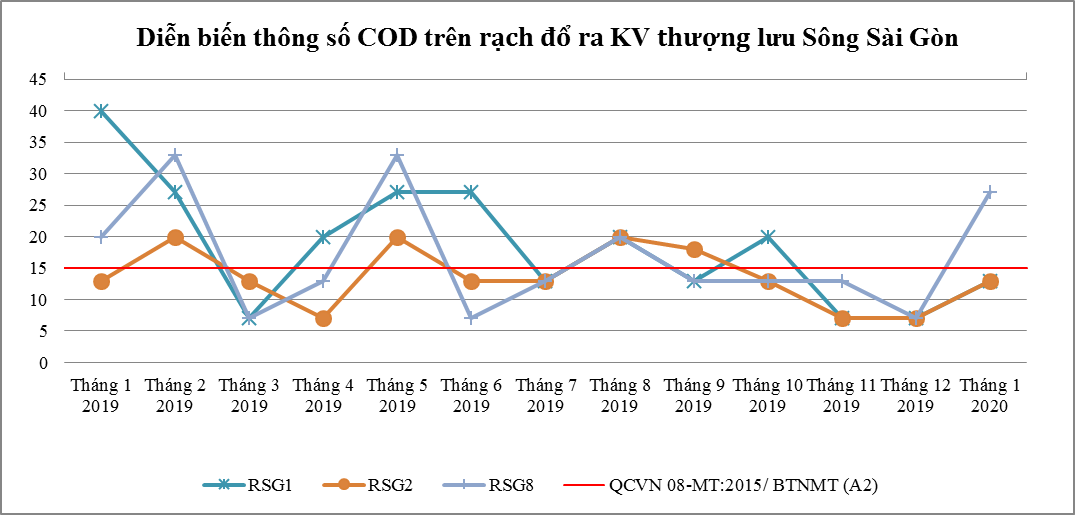 Diễn biến thông số COD trên rạch đổ ra KV thượng lưu Sông Sài Gòn
45
40
35
30
25
20
15
10
5
0
Tháng 1 Tháng 2 Tháng 3 Tháng 4 Tháng 5 Tháng 6 Tháng 7 Tháng 8 Tháng 9 Tháng 10 Tháng 11 Tháng 12 Tháng 1
2019 2019 2019 2019 2019 2019 2019 2019 2019 2019 2019 2019 2020
RSG1 RSG2 RSG8 QCVN 08-MT:2015/ BTNMT (A2)